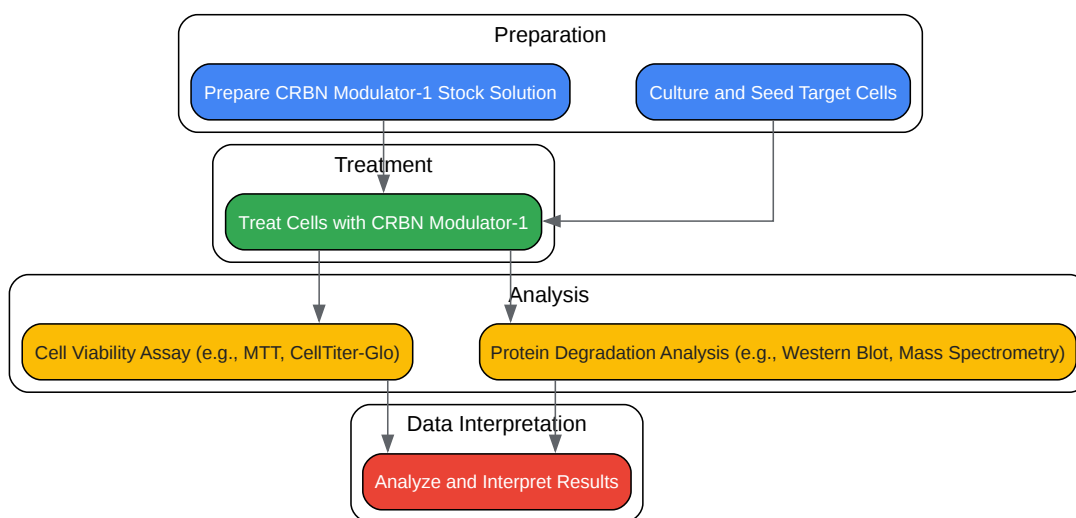 Preparation
Prepare CRBN Modulator-1 Stock Solution
Culture and Seed Target Cells
Treatment
Treat Cells with CRBN Modulator-1
Analysis
Cell Viability Assay (e.g., MTT, CellTiter-Glo)
Protein Degradation Analysis (e.g., Western Blot, Mass Spectrometry)
Data Interpretation
Analyze and Interpret Results